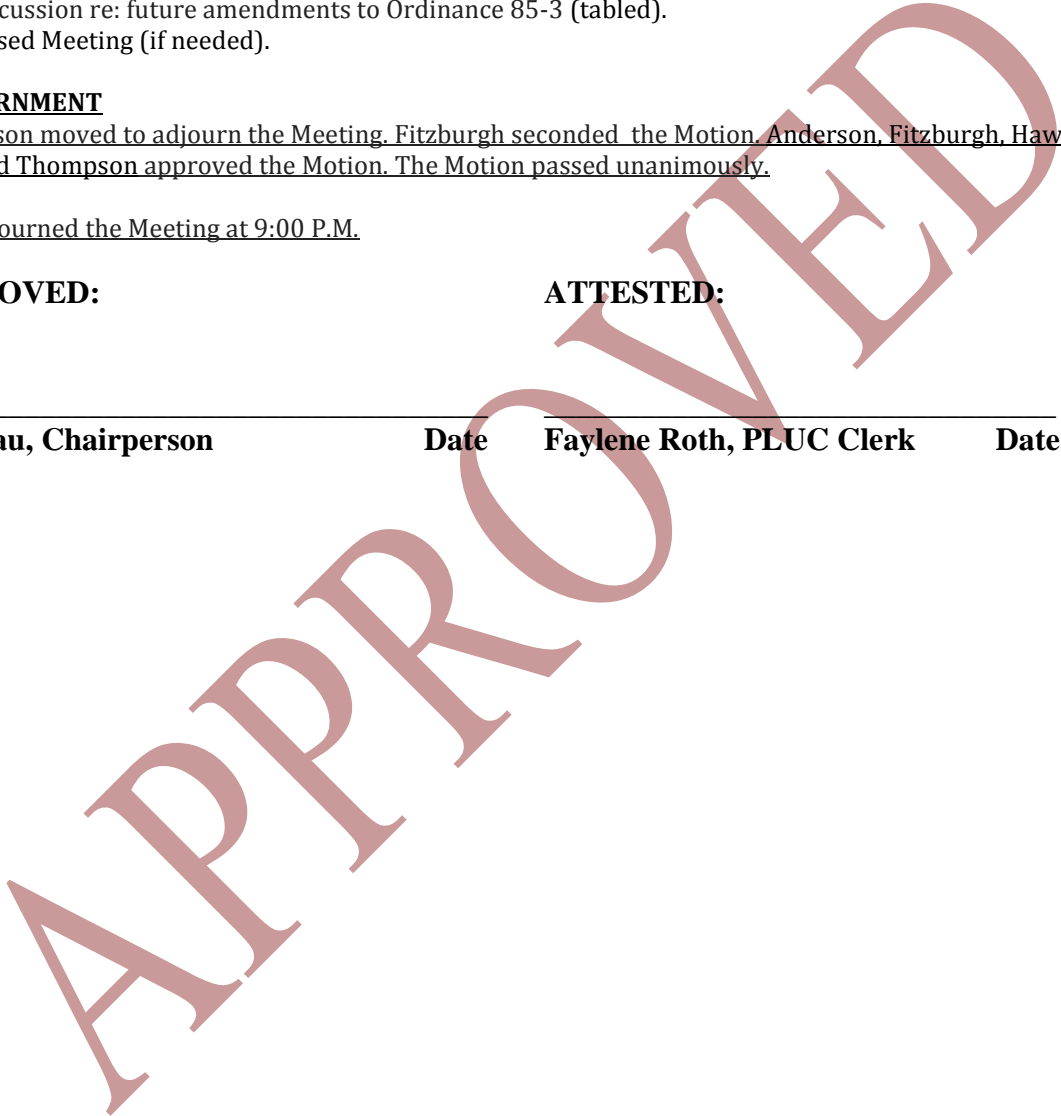 cussion re: future amendments to Ordinance 85-3 (tabled).
sed Meeting (if needed).
RNMENT
son moved to adjourn the Meeting. Fitzburgh seconded the Motion. Anderson, Fitzburgh, Haw
d Thompson approved the Motion. The Motion passed unanimously.
ourned the Meeting at 9:00 P.M.
OVED: ATTESTED:
au, Chairperson Date Faylene Roth, PLUC Clerk Date
APPROVED